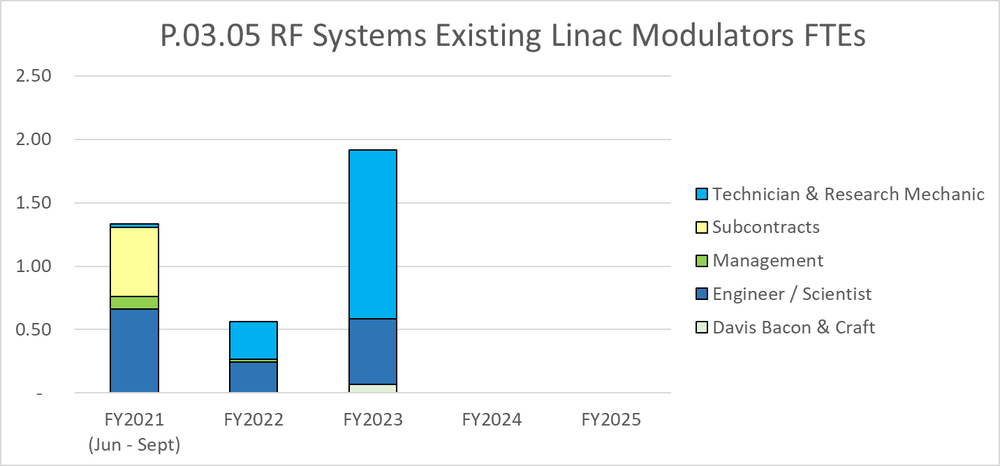 P.03.05 RF Systems Existing Linac Modulators FTEs
2.50
2.00
1.50
1.00
0.50
-
FY2021
(Jun - Sept)
FY2022
FY2023
FY2024
FY2025
Technician & Research Mechanic
Subcontracts
Management
Engineer / Scientist
Davis Bacon & Craft